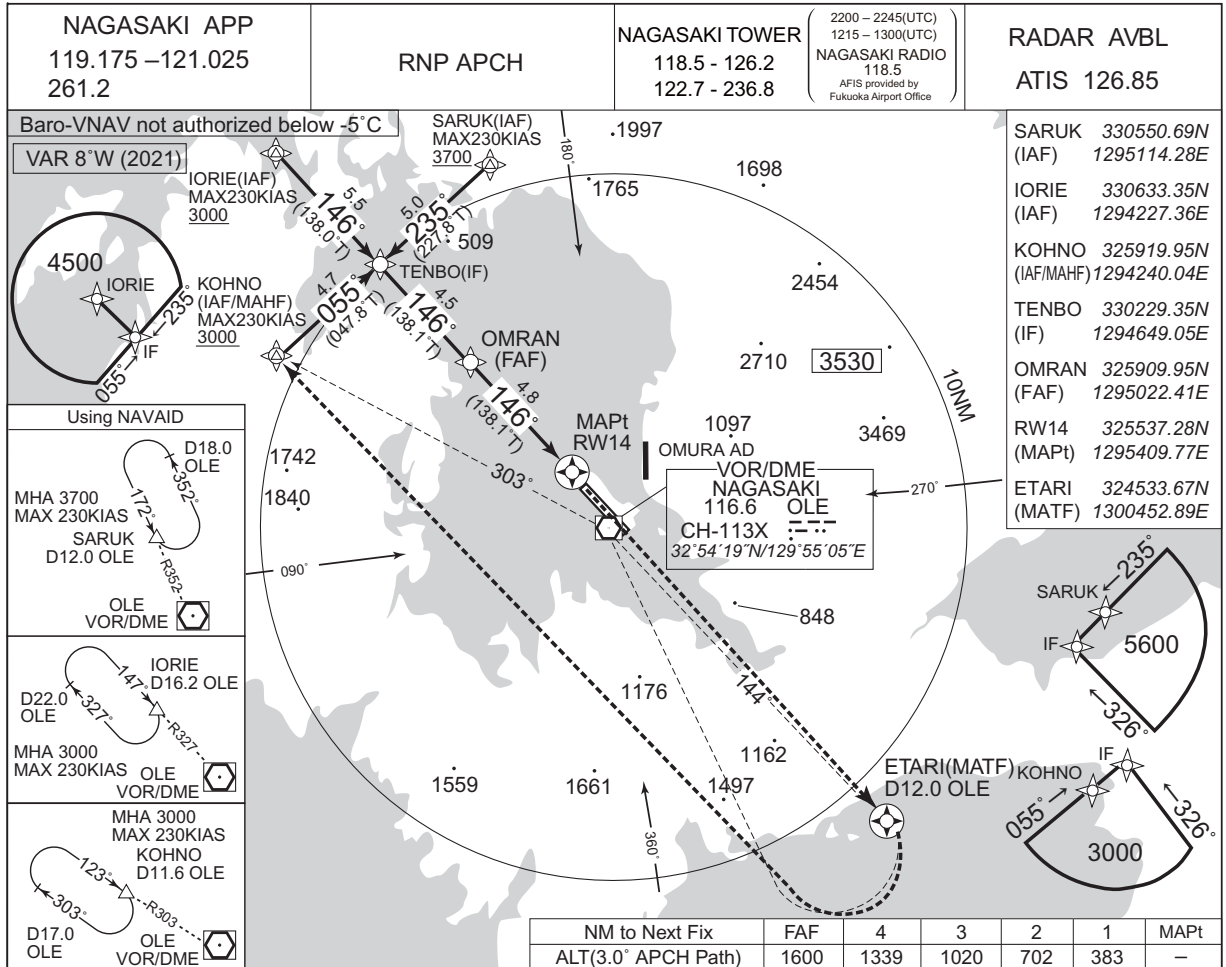 NAGASAKI APP
119.175 –121.025
261.2
RNP APCH
NAGASAKI TOWER
118.5 - 126.2
122.7 - 236.8
2200 – 2245(UTC)
1215 – 1300(UTC)
NAGASAKI RADIO
118.5
AFIS provided by
Fukuoka Airport Office
RADAR AVBL
ATIS 126.85
Baro-VNAV not authorized below -5˚C
VAR 8˚W (2021)
SARUK(IAF)
MAX230KIAS
3700
IORIE(IAF)
MAX230KIAS
3000
5.5
146˚
(138.0˚T)
5.0
235˚
(227.8˚T)
180˚
1997
1765
1698
509
2454
TENBO(IF)
4500
IORIE
IF
235˚
055˚
KOHNO
(IAF/MAHF)
MAX230KIAS
3000
4.7
055˚
(047.8˚T)
4.5
146˚
(138.1˚T)
OMRAN
(FAF)
4.8
146˚
(138.1˚T)
2710
3530
10NM
1097
3469
MAPt
RW14
OMURA AD
VOR/DME
NAGASAKI
116.6 OLE
CH-113X
32˚54´19˝N/129˚55´05˝E
270˚
303˚
1742
1840
090˚
848
1176
144˚
1162
1497
1559
1661
360˚
ETARI(MATF)
D12.0 OLE
SARUK 330550.69N
(IAF) 1295114.28E
IORIE 330633.35N
(IAF) 1294227.36E
KOHNO 325919.95N
(IAF/MAHF) 1294240.04E
TENBO 330229.35N
(IF) 1294649.05E
OMRAN 325909.95N
(FAF) 1295022.41E
RW14 325537.28N
(MAPt) 1295409.77E
ETARI 324533.67N
(MATF) 1300452.89E
SARUK
235˚
IF
5600
326˚
KOHNO
IF
055˚
326˚
3000
Using NAVAID
D18.0
OLE
352˚
172˚
MHA 3700
MAX 230KIAS
SARUK
D12.0 OLE
R352
OLE
VOR/DME
IORIE
D16.2 OLE
147˚
327˚
D22.0
OLE
R327
MHA 3000
MAX 230KIAS
OLE
VOR/DME
MHA 3000
MAX 230KIAS
KOHNO
D11.6 OLE
123˚
303˚
R303
D17.0
OLE
OLE
VOR/DME
NM to Next Fix FAF 4 3 2 1 MAPt
ALT(3.0˚ APCH Path) 1600 1339 1020 702 383 –